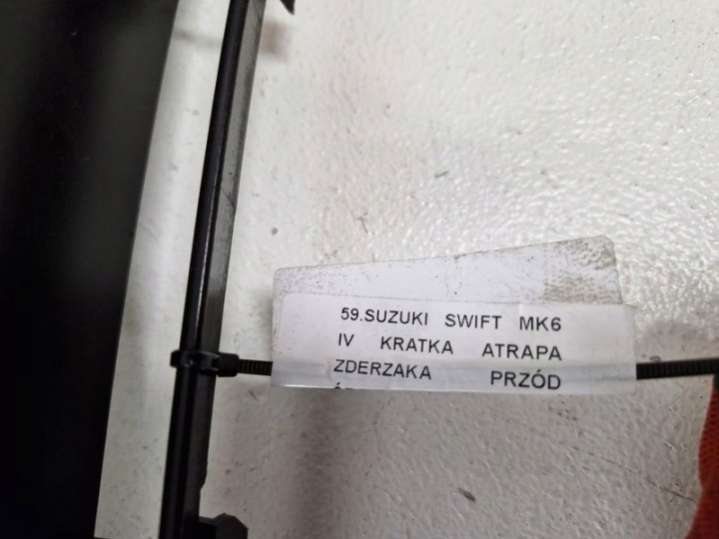 59.SUZUKI SWIFT MK6
IV KRATKA ATRAPA
ZDERZAKA PRZÓD